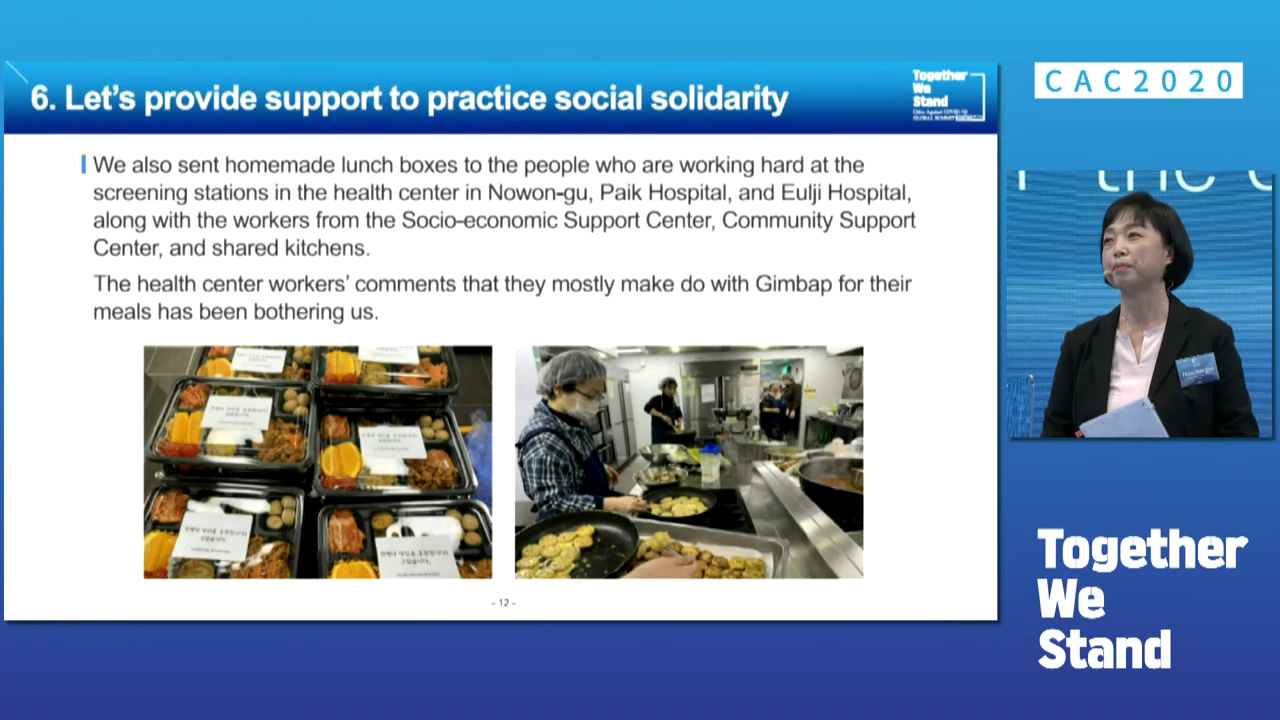 6. Let's provide support to practice social solidarity
Together
We
Stand
CAC2020
We also sent homemade lunch boxes to the people who are working hard at the
screening stations in the health center in Nowon-gu, Paik Hospital, and Eulji Hospital,
along with the workers from the Socio-economic Support Center, Community Support
Center, and shared kitchens.
The health center workers' comments that they mostly make do with Gimbap for their
meals has been bothering us.
- 12 -
Together
We
Stand